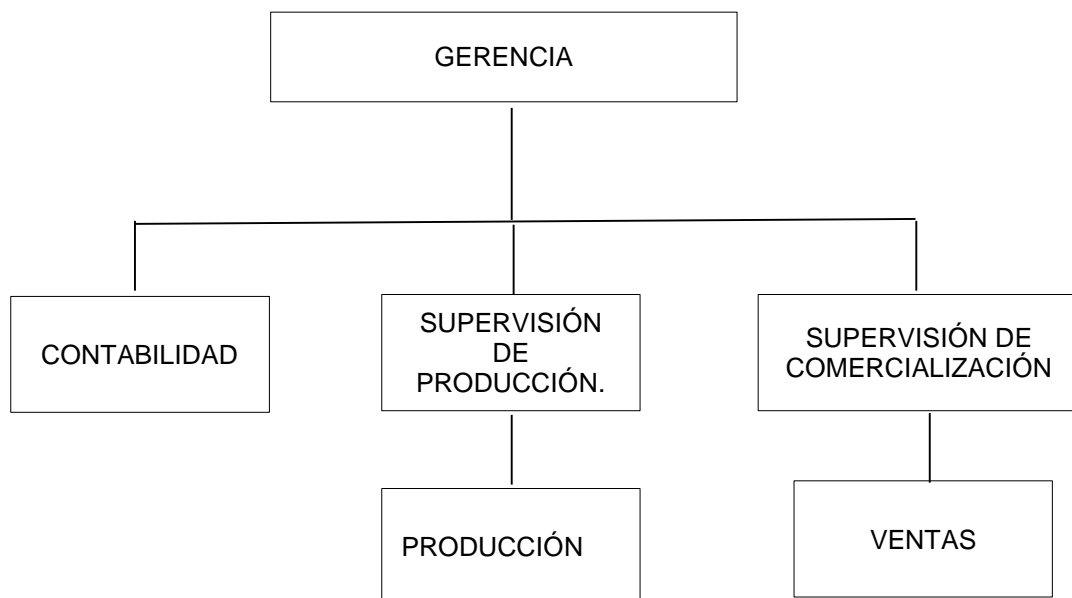 GERENCIA
CONTABILIDAD
SUPERVISIÓN
DE
PRODUCCIÓN.
SUPERVISIÓN DE
COMERCIALIZACIÓN
PRODUCCIÓN
VENTAS